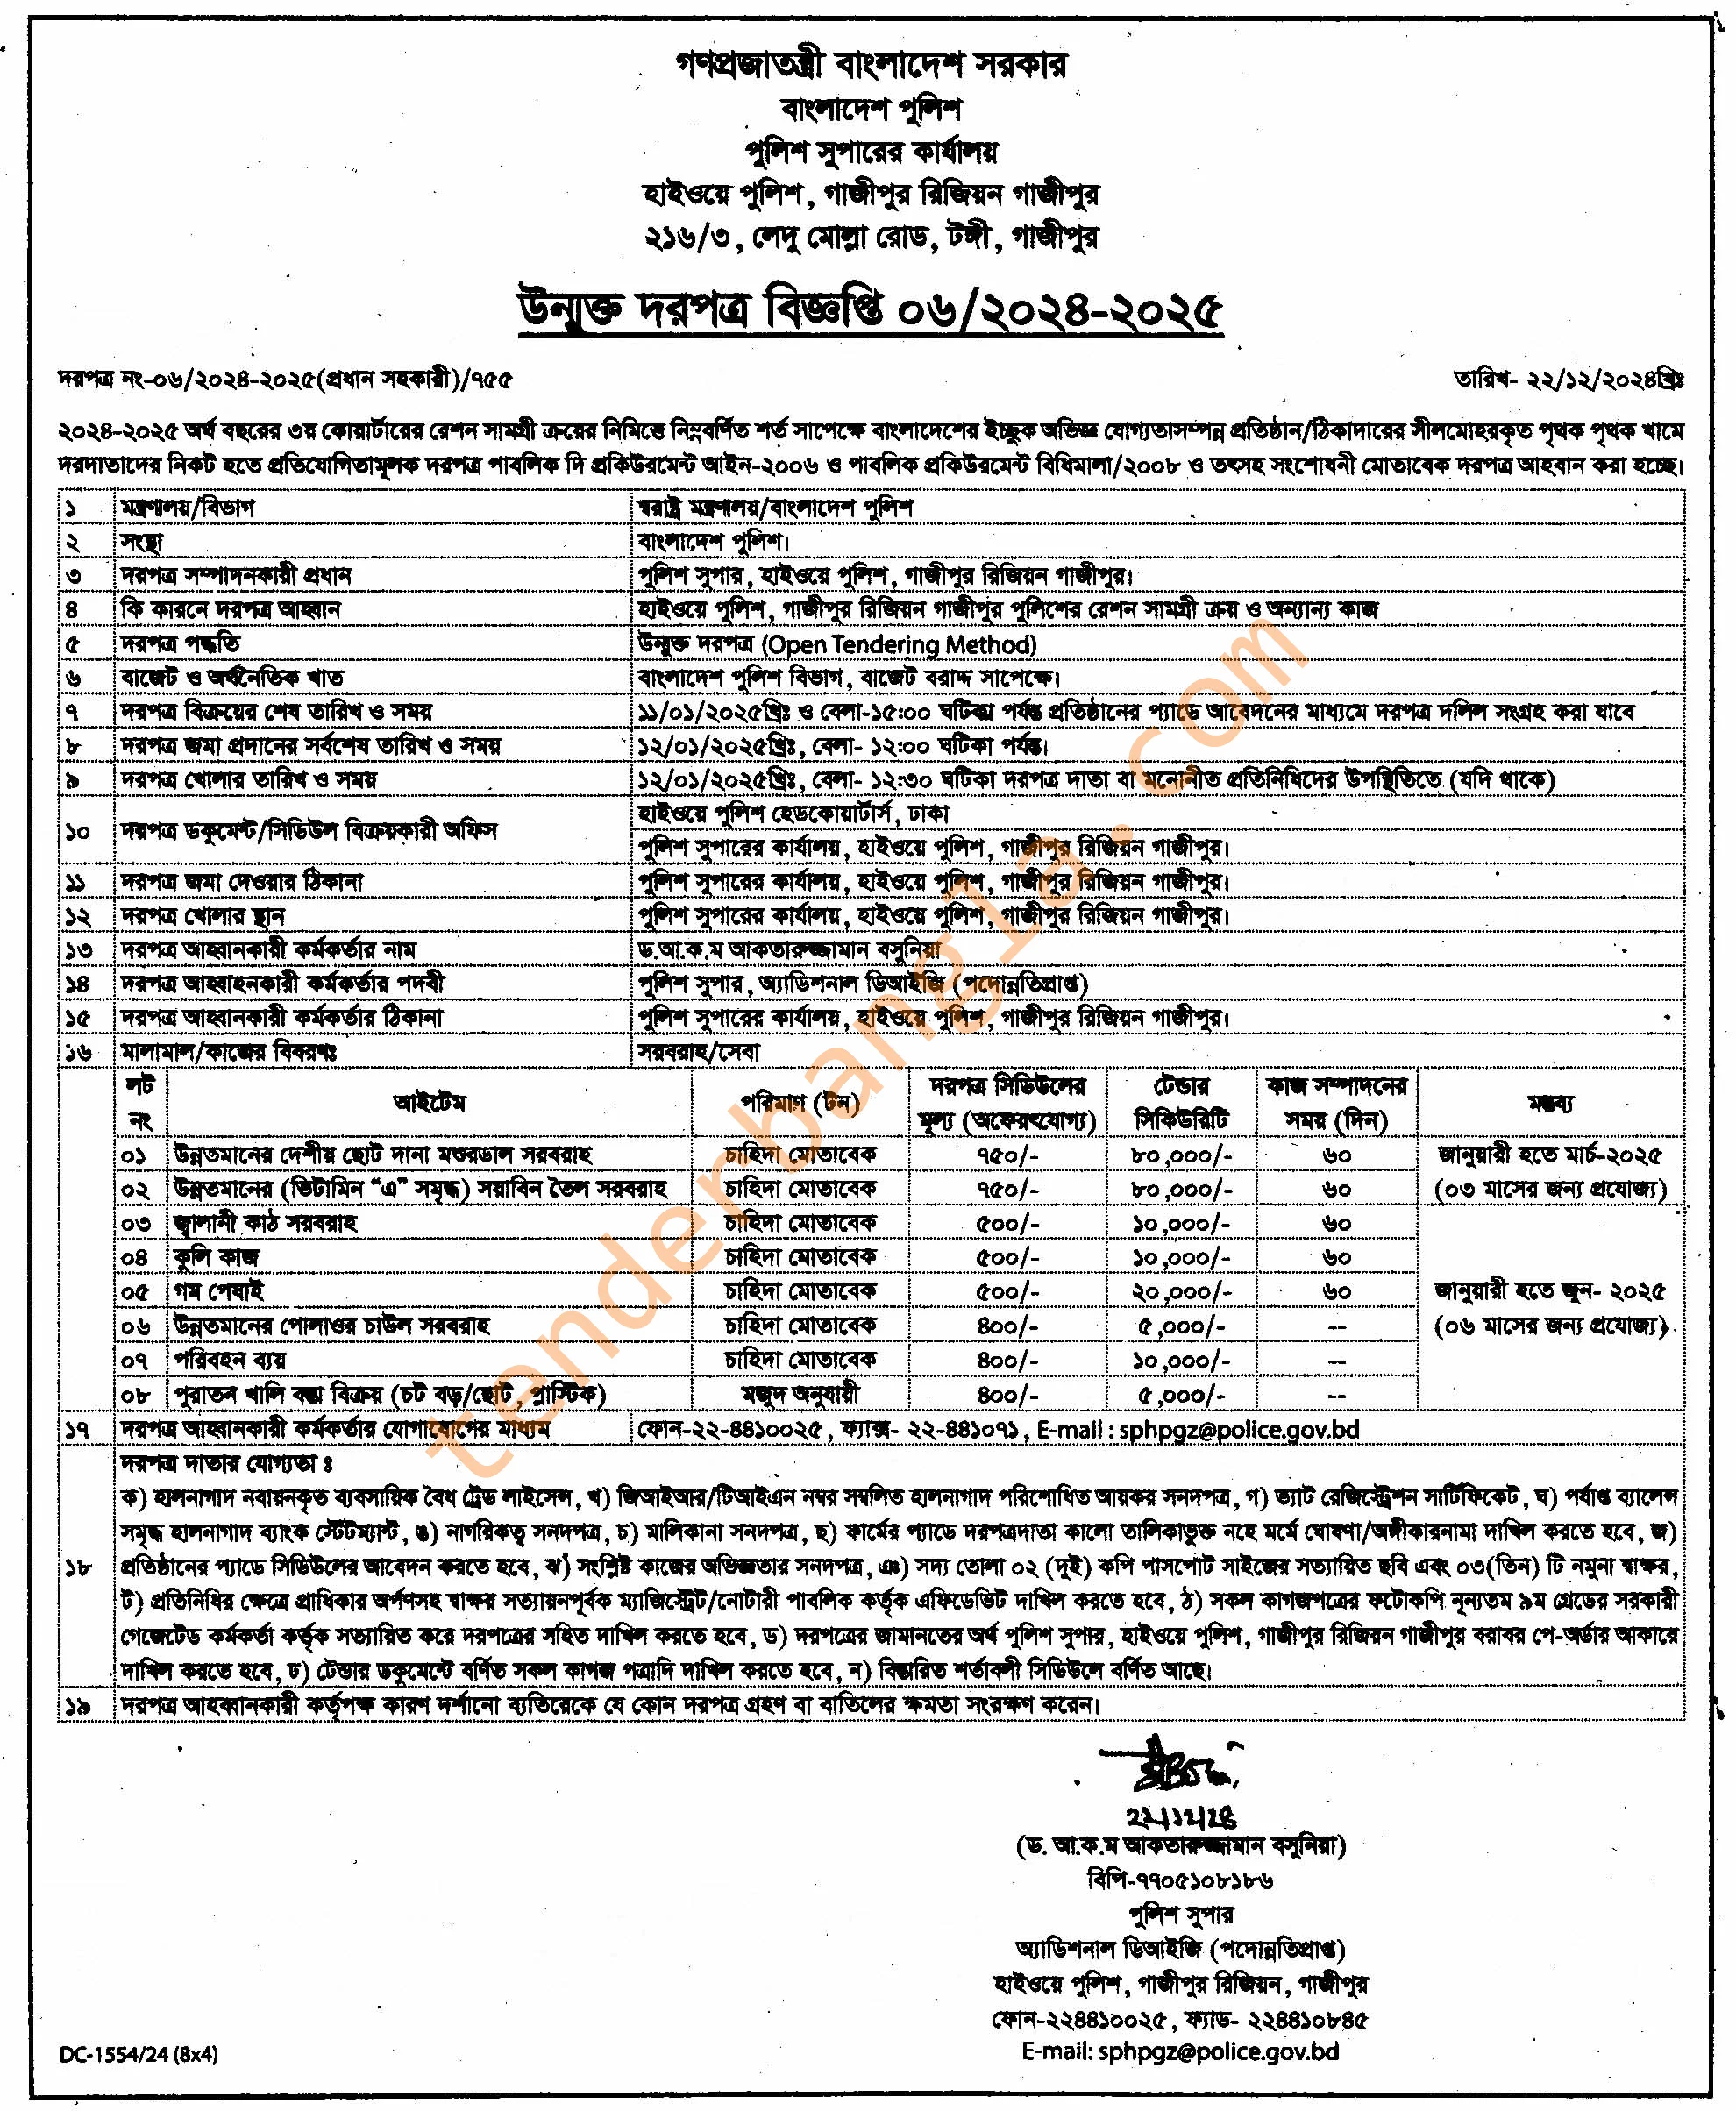 গণপ্রজাতন্ত্রী বাংলাদেশ সরকার
বাংলাদেশ পুলিশ
পুলিশ সুপারের কার্যালয়
হাইওয়ে পুলিশ, গাজীপুর রিজিয়ন গাজীপুর
২১৬/৩, লেদু মোল্লা রোড, টঙ্গী, গাজীপুর
উন্মুক্ত দরপত্র বিজ্ঞপ্তি ০৬/২০২৪-২০২৫
দরপত্র নং-০৬/২০২৪-২০২৫(প্রধান সহকারী)/৭৫৫ তারিখ- ২২/১২/২০২৪খ্রিঃ
২০২৪-২০২৫ অর্থ বছরের ৩য় কোয়ার্টারের রেশন সামগ্রী ক্রয়ের নিমিত্তে নিম্নবর্ণিত শর্ত সাপেক্ষে বাংলাদেশের ইচ্ছুক অভিজ্ঞ যোগ্যতাসম্পন্ন প্রতিষ্ঠান/ঠিকাদারের সীলমোহরকৃত পৃথক পৃথক খামে
দরদাতাদের নিকট হতে প্রতিযোগিতামূলক দরপত্র পাবলিক দি প্রকিউরমেন্ট আইন-২০০৬ ও পাবলিক প্রকিউরমেন্ট বিধিমালা/২০০৮ ও তৎসহ সংশোধনী মোতাবেক দরপত্র আহবান করা হচ্ছে।
১ মন্ত্রণালয়/বিভাগ স্বরাষ্ট্র মন্ত্রণালয়/বাংলাদেশ পুলিশ
২ সংস্থা বাংলাদেশ পুলিশ।
৩ দরপত্র সম্পাদনকারী প্রধান পুলিশ সুপার, হাইওয়ে পুলিশ, গাজীপুর রিজিয়ন গাজীপুর।
৪ কি কারনে দরপত্র আহ্বান হাইওয়ে পুলিশ, গাজীপুর রিজিয়ন গাজীপুর পুলিশের রেশন সামগ্রী ক্রয় ও অন্যান্য কাজ
৫ দরপত্র পদ্ধতি উন্মুক্ত দরপত্র (Open Tendering Method)
৬ বাজেট ও অর্থনৈতিক খাত বাংলাদেশ পুলিশ বিভাগ, বাজেট বরাদ্দ সাপেক্ষে।
৭ দরপত্র বিক্রয়ের শেষ তারিখ ও সময় ১১/০১/২০২৫খ্রিঃ ও বেলা-১৫:০০ ঘটিকা পর্যন্ত প্রতিষ্ঠানের প্যাডে আবেদনের মাধ্যমে দরপত্র দলিল সংগ্রহ করা যাবে
৮ দরপত্র জমা প্রদানের সর্বশেষ তারিখ ও সময় ১২/০১/২০২৫খ্রিঃ, বেলা- ১২:০০ ঘটিকা পর্যন্ত।
৯ দরপত্র খোলার তারিখ ও সময় ১২/০১/২০২৫খ্রিঃ, বেলা- ১২:৩০ ঘটিকা দরপত্র দাতা বা মনোনীত প্রতিনিধিদের উপস্থিতিতে (যদি থাকে)
১০ দরপত্র ডকুমেন্ট/সিডিউল বিক্রয়কারী অফিস হাইওয়ে পুলিশ হেডকোয়ার্টার্স, ঢাকা
পুলিশ সুপারের কার্যালয়, হাইওয়ে পুলিশ, গাজীপুর রিজিয়ন গাজীপুর।
১১ দরপত্র জমা দেওয়ার ঠিকানা পুলিশ সুপারের কার্যালয়, হাইওয়ে পুলিশ, গাজীপুর রিজিয়ন গাজীপুর।
১২ দরপত্র খোলার স্থান পুলিশ সুপারের কার্যালয়, হাইওয়ে পুলিশ, গাজীপুর রিজিয়ন গাজীপুর।
১৩ দরপত্র আহ্বানকারী কর্মকর্তার নাম ড.আ.ক.ম আকতারুজ্জামান বসুনিয়া
১৪ দরপত্র আহ্বাহনকারী কর্মকর্তার পদবী পুলিশ সুপার, অ্যাডিশনাল ডিআইজি (পদোন্নতিপ্রাপ্ত)
১৫ দরপত্র আহ্বানকারী কর্মকর্তার ঠিকানা পুলিশ সুপারের কার্যালয়, হাইওয়ে পুলিশ, গাজীপুর রিজিয়ন গাজীপুর।
১৬ মালামাল/কাজের বিবরণঃ সরবরাহ/সেবা
লট নং আইটেম পরিমাণ (টন) দরপত্র সিডিউলের মূল্য (অফেরৎযোগ্য) টেন্ডার সিকিউরিটি কাজ সম্পাদনের সময় (দিন) মন্তব্য
০১ উন্নতমানের দেশীয় ছোট দানা মশুরডাল সরবরাহ চাহিদা মোতাবেক ৭৫০/- ৮০,০০০/- ৬০ জানুয়ারী হতে মার্চ-২০২৫
০২ উন্নতমানের (ভিটামিন “এ” সমৃদ্ধ) সয়াবিন তৈল সরবরাহ চাহিদা মোতাবেক ৭৫০/- ৮০,০০০/- ৬০ (০৩ মাসের জন্য প্রযোজ্য)
০৩ জ্বালানী কাঠ সরবরাহ চাহিদা মোতাবেক ৫০০/- ১০,০০০/- ৬০
০৪ কুলি কাজ চাহিদা মোতাবেক ৫০০/- ১০,০০০/- ৬০
০৫ গম পেষাই চাহিদা মোতাবেক ৫০০/- ২০,০০০/- ৬০ জানুয়ারী হতে জুন- ২০২৫
০৬ উন্নতমানের পোলাওর চাউল সরবরাহ চাহিদা মোতাবেক ৪০০/- ৫,০০০/- -- (০৬ মাসের জন্য প্রযোজ্য)
০৭ পরিবহন ব্যয় চাহিদা মোতাবেক ৪০০/- ১০,০০০/- --
০৮ পুরাতন খালি বস্তা বিক্রয় (চট বড়/ছোট, প্লাস্টিক) মজুদ অনুযায়ী ৪০০/- ৫,০০০/- --
১৭ দরপত্র আহ্বানকারী কর্মকর্তার যোগাযোগের মাধ্যম ফোন-২২-৪৪১০০২৫, ফ্যাক্স- ২২-৪৪১০৭১, E-mail : sphpgz@police.gov.bd
দরপত্র দাতার যোগ্যতা :
ক) হালনাগাদ নবায়নকৃত ব্যবসায়িক বৈধ ট্রেড লাইসেন্স, খ) জিআইআর/টিআইএন নম্বর সম্বলিত হালনাগাদ পরিশোধিত আয়কর সনদপত্র, গ) ভ্যাট রেজিস্ট্রেশন সার্টিফিকেট, ঘ) পর্যাপ্ত ব্যালেন্স
সমৃদ্ধ হালনাগাদ ব্যাংক স্টেটম্যান্ট, ঙ) নাগরিকত্ব সনদপত্র, চ) মালিকানা সনদপত্র, ছ) ফার্মের প্যাডে দরপত্রদাতা কালো তালিকাভুক্ত নহে মর্মে ঘোষণা/অঙ্গীকারনামা দাখিল করতে হবে, জ)
১৮ প্রতিষ্ঠানের প্যাডে সিডিউলের আবেদন করতে হবে, ঝ) সংশ্লিষ্ট কাজের অভিজ্ঞতার সনদপত্র, ঞ) সদ্য তোলা ০২ (দুই) কপি পাসপোর্ট সাইজের সত্যায়িত ছবি এবং ০৩(তিন) টি নমুনা স্বাক্ষর,
ট) প্রতিনিধির ক্ষেত্রে প্রাধিকার অর্পণসহ স্বাক্ষর সত্যায়নপূর্বক ম্যাজিস্ট্রেট/নোটারী পাবলিক কর্তৃক এফিডেভিট দাখিল করতে হবে, ঠ) সকল কাগজপত্রের ফটোকপি নূন্যতম ৯ম গ্রেডের সরকারী
গেজেটেড কর্মকর্তা কর্তৃক সত্যায়িত করে দরপত্রের সহিত দাখিল করতে হবে, ড) দরপত্রের জামানতের অর্থ পুলিশ সুপার, হাইওয়ে পুলিশ, গাজীপুর রিজিয়ন গাজীপুর বরাবর পে-অর্ডার আকারে
দাখিল করতে হবে, ঢ) টেন্ডার ডকুমেন্টে বর্ণিত সকল কাগজ পত্রাদি দাখিল করতে হবে, ন) বিস্তারিত শর্তাবলী সিডিউলে বর্ণিত আছে।
১৯ দরপত্র আহব্বানকারী কর্তৃপক্ষ কারণ দর্শানো ব্যতিরেকে যে কোন দরপত্র গ্রহণ বা বাতিলের ক্ষমতা সংরক্ষণ করেন।
২২/১২/২৪
(ড. আ.ক.ম আকতারুজ্জামান বসুনিয়া)
বিপি-৭৭০৫১০৮১৮৬
পুলিশ সুপার
অ্যাডিশনাল ডিআইজি (পদোন্নতিপ্রাপ্ত)
হাইওয়ে পুলিশ, গাজীপুর রিজিয়ন, গাজীপুর
ফোন-২২৪৪১০০২৫, ফ্যাক্স- ২২৪৪১০৮৪৫
E-mail: sphpgz@police.gov.bd
DC-1554/24 (8x4)
tenderbangla.com